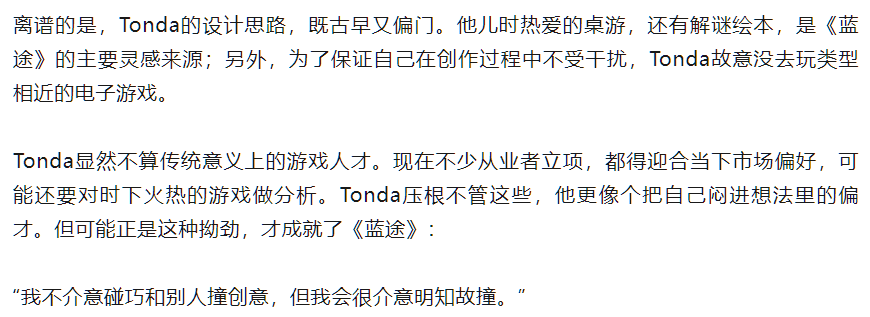 离谱的是，Tonda的设计思路，既古早又偏门。他儿时热爱的桌游，还有解谜绘本，是《蓝
途》的主要灵感来源；另外，为了保证自己在创作过程中不受干扰，Tonda故意没去玩类型
相近的电子游戏。
Tonda显然不算传统意义上的游戏人才。现在不少从业者立项，都得迎合当下市场偏好，可
能还要对时下火热的游戏做分析。Tonda压根不管这些，他更像个把自己闷进想法里的偏
才。但可能正是这种拗劲，才成就了《蓝途》：
“我不介意碰巧和别人撞创意，但我会很介意明知故撞。”